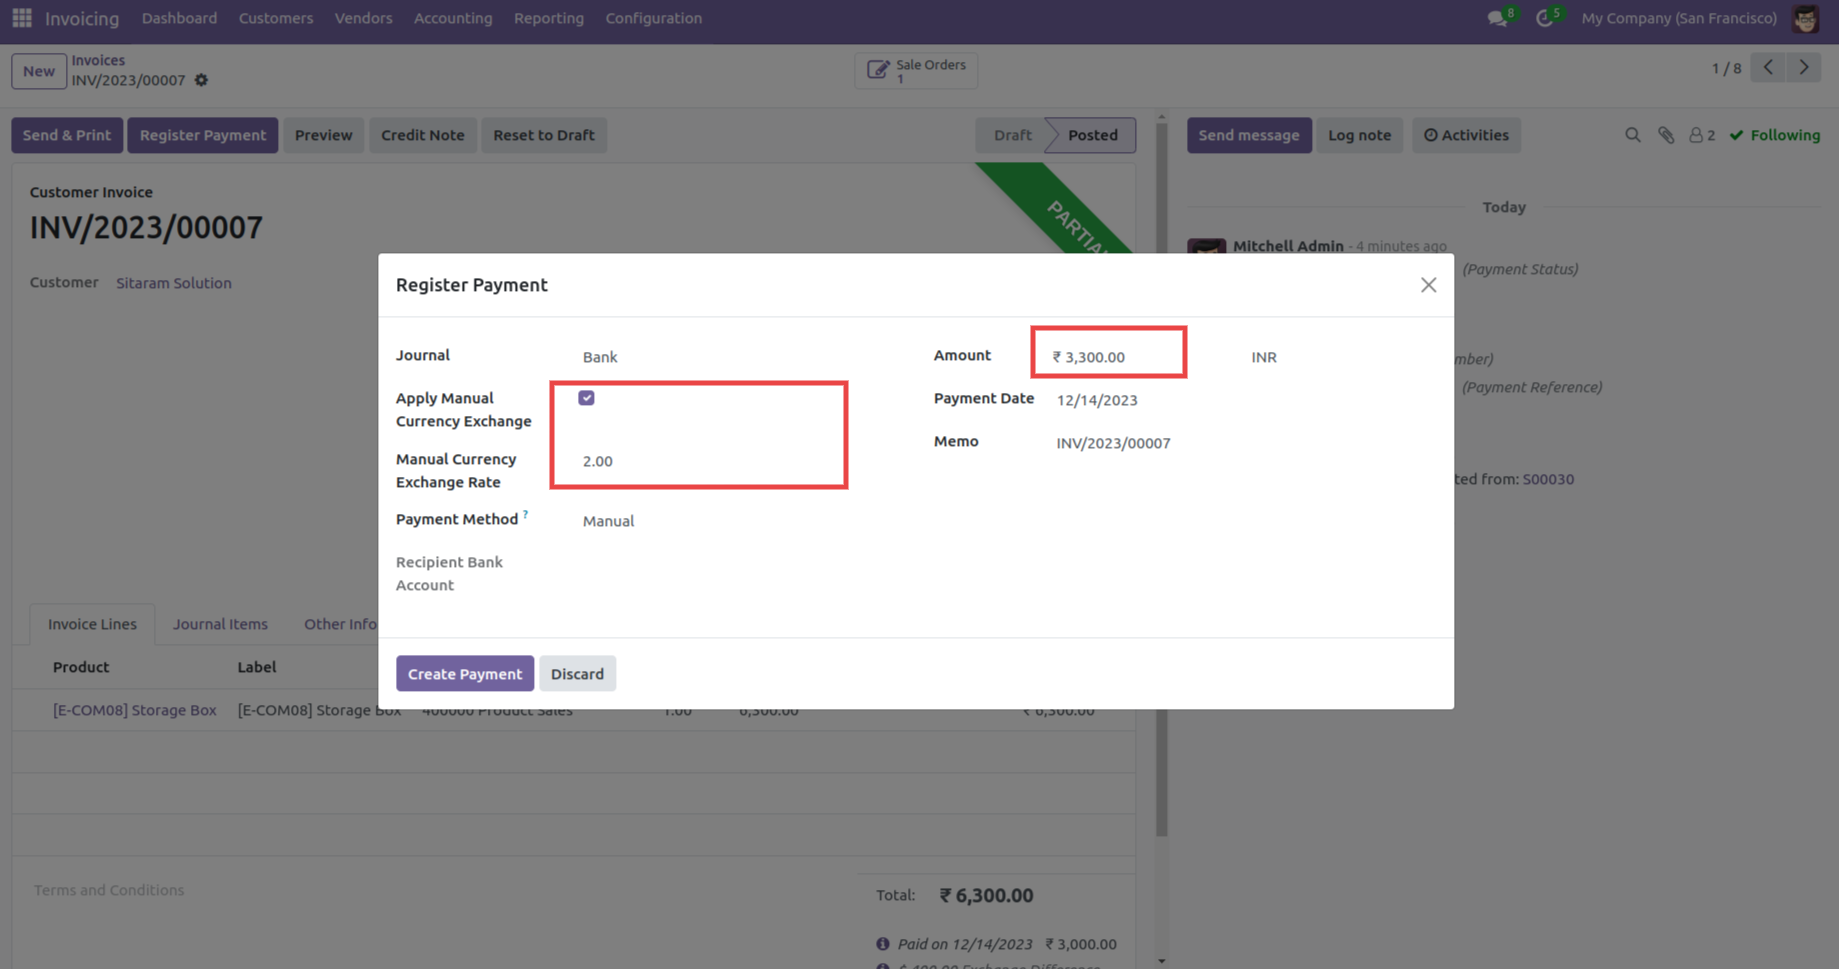 Invoicing Dashboard Customers Vendors Accounting Reporting Configuration 8 5 My Company (San Francisco)
New Invoices
INV/2023/00007
Sale Orders
1
1 / 8
Send & Print Register Payment Preview Credit Note Reset to Draft Draft Posted
Send message Log note Activities 2 Following
Customer Invoice
INV/2023/00007
Customer Sitaram Solution
Today
Mitchell Admin - 4 minutes ago
(Payment Status)
(Payment Reference)
from: S00030
Register Payment
Journal Bank
Apply Manual
Currency Exchange
Manual Currency
Exchange Rate
2.00
Payment Method ? Manual
Recipient Bank
Account
Amount ₹ 3,300.00 INR
Payment Date 12/14/2023
Memo INV/2023/00007
Create Payment Discard
Invoice Lines Journal Items Other Info
Product Label
[E-COM08] Storage Box [E-COM08] Storage Box 400000 Product Sales 1.00 6,300.00 ₹ 6,300.00
Terms and Conditions
Total: ₹ 6,300.00
Paid on 12/14/2023 ₹ 3,000.00
Exchange Difference